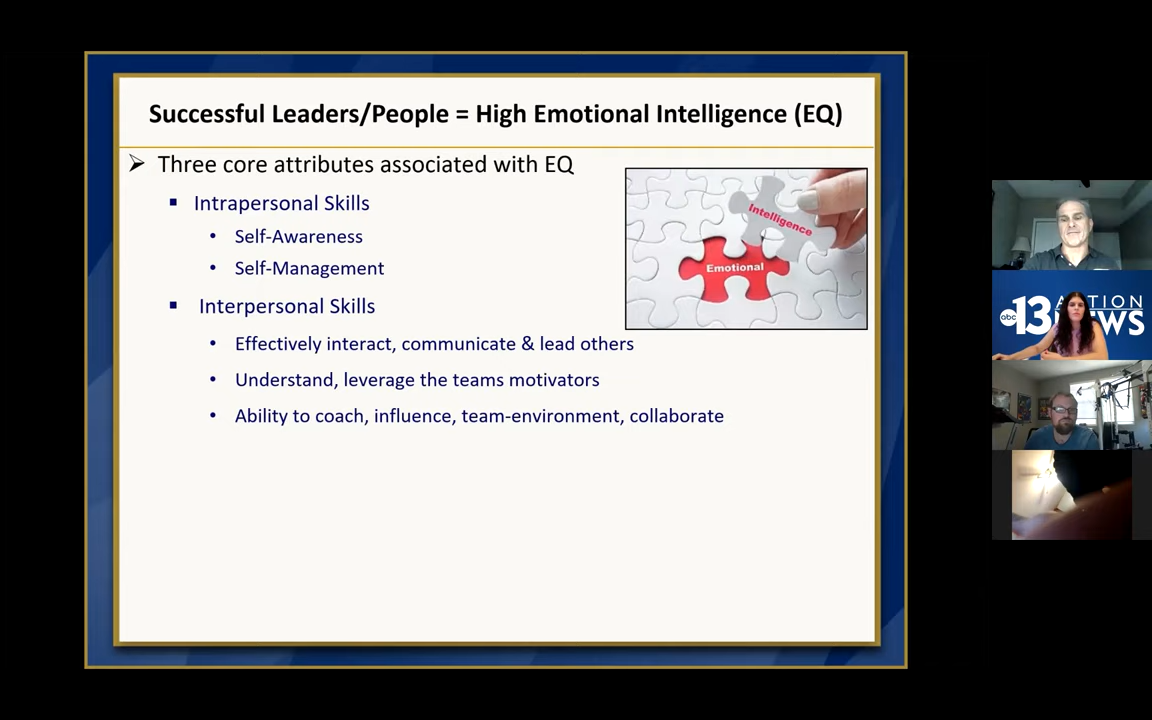 Successful Leaders/People = High Emotional Intelligence (EQ)
Three core attributes associated with EQ
Intrapersonal Skills
Self-Awareness
Self-Management
Interpersonal Skills
Effectively interact, communicate & lead others
Understand, leverage the teams motivators
Ability to coach, influence, team-environment, collaborate
Intelligence
Emotional
abc 13
NEWS